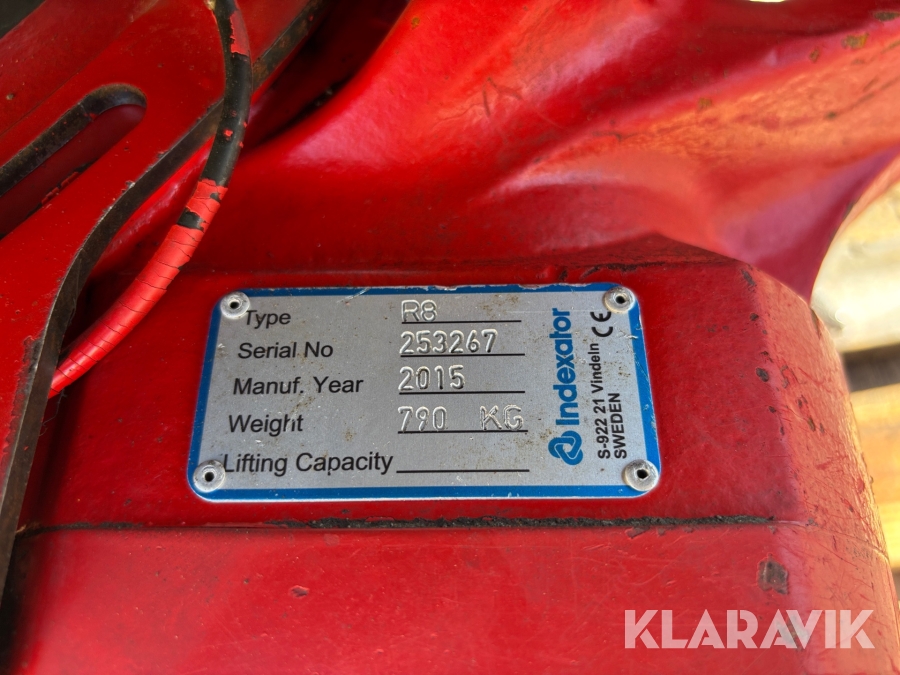 Type R8
Serial No 253267
Manuf. Year 2015
Weight 790 KG
Lifting Capacity
Indexator
S-922 21 Vindeln CE
SWEDEN
KLARAVIK